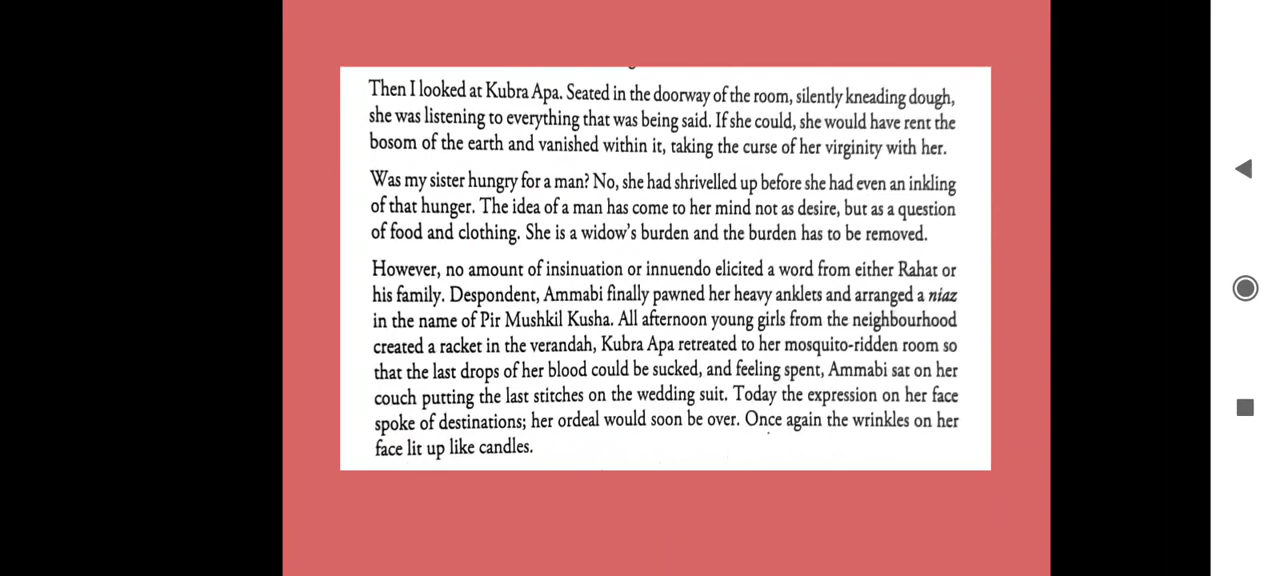 Then I looked at Kubra Apa. Seated in the doorway of the room, silently kneading dough,
she was listening to everything that was being said. If she could, she would have rent the
bosom of the earth and vanished within it, taking the curse of her virginity with her.
Was my sister hungry for a man? No, she had shrivelled up before she had even an inkling
of that hunger. The idea of a man has come to her mind not as desire, but as a question
of food and clothing. She is a widow's burden and the burden has to be removed.
However, no amount of insinuation or innuendo elicited a word from either Rahat or
his family. Despondent, Ammabi finally pawned her heavy anklets and arranged a niaz
in the name of Pir Mushkil Kusha. All afternoon young girls from the neighbourhood
created a racket in the verandah, Kubra Apa retreated to her mosquito-ridden room so
that the last drops of her blood could be sucked, and feeling spent, Ammabi sat on her
couch putting the last stitches on the wedding suit. Today the expression on her face
spoke of destinations; her ordeal would soon be over. Once again the wrinkles on her
face lit up like candles.